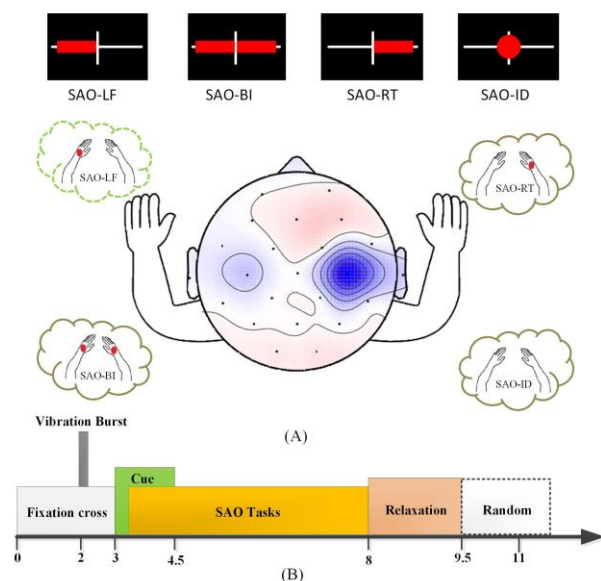 SAO-LF SAO-BI SAO-RT SAO-ID
SAO-LF
SAO-RT
SAO-BI
SAO-ID
(A)
Vibration Burst
Cue
Fixation cross
SAO Tasks
Relaxation
Random
0 2 3 4.5 8 9.5 11
(B)